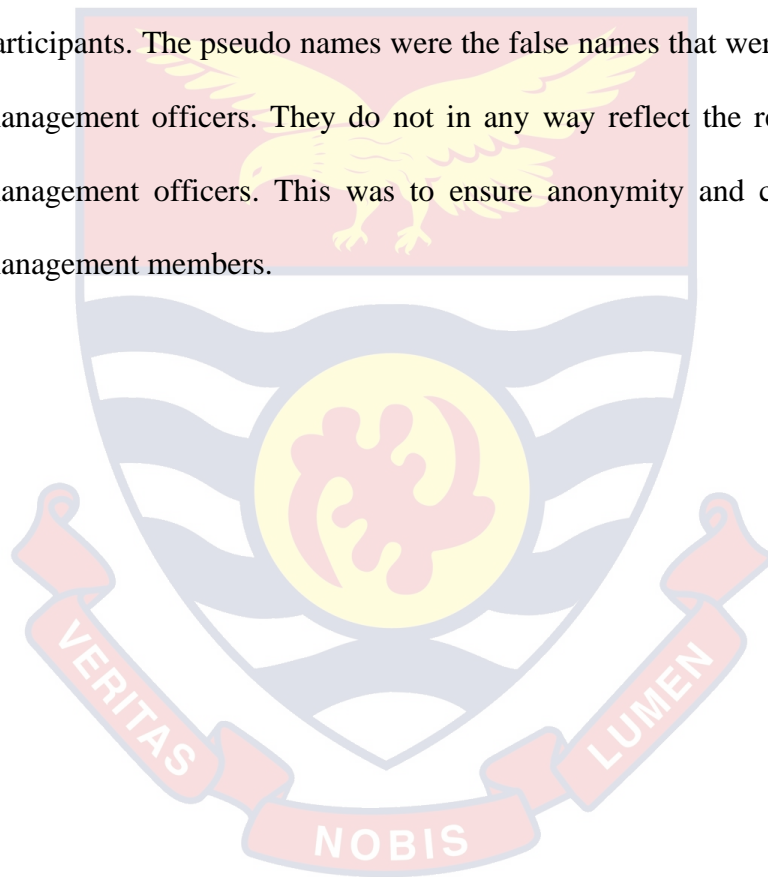 articipants. The pseudo names were the false names that wer
anagement officers. They do not in any way reflect the re
anagement officers. This was to ensure anonymity and c
anagement members.
VERITAS
NOBIS
LUMEN